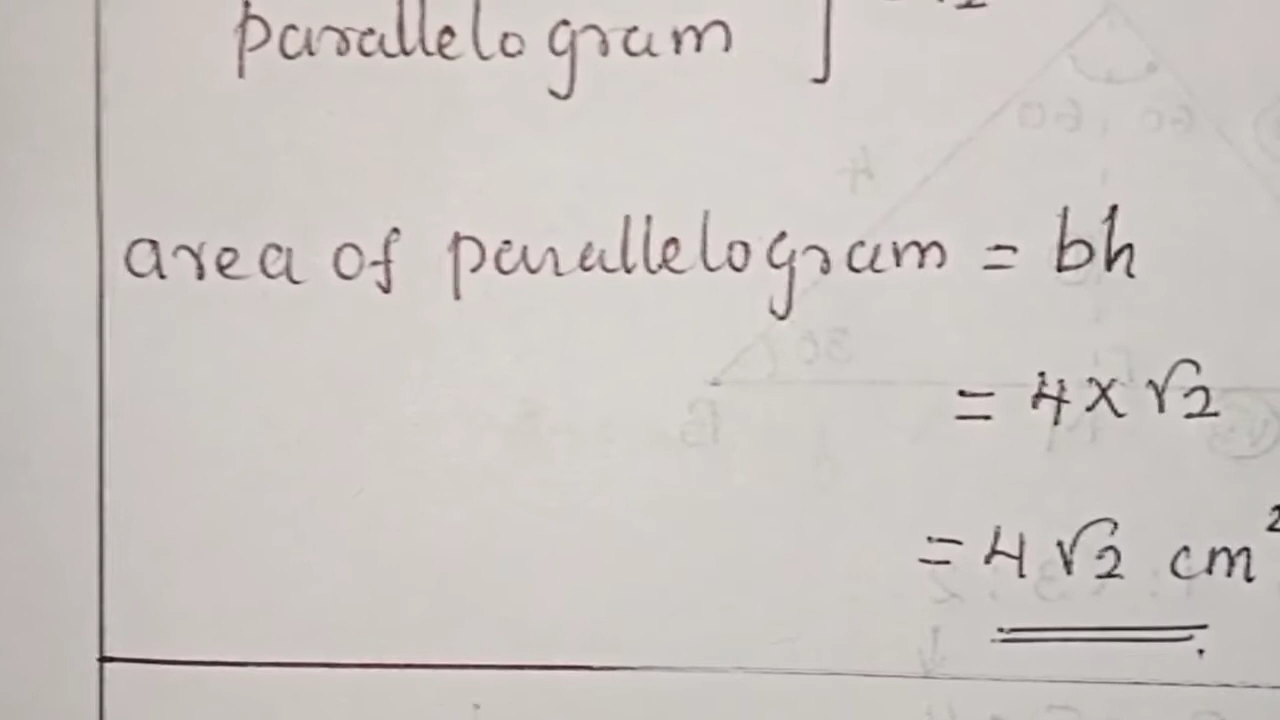 parallelogram ]
area of parallelogram = bh
= 4 × √2
= 4√2 cm²